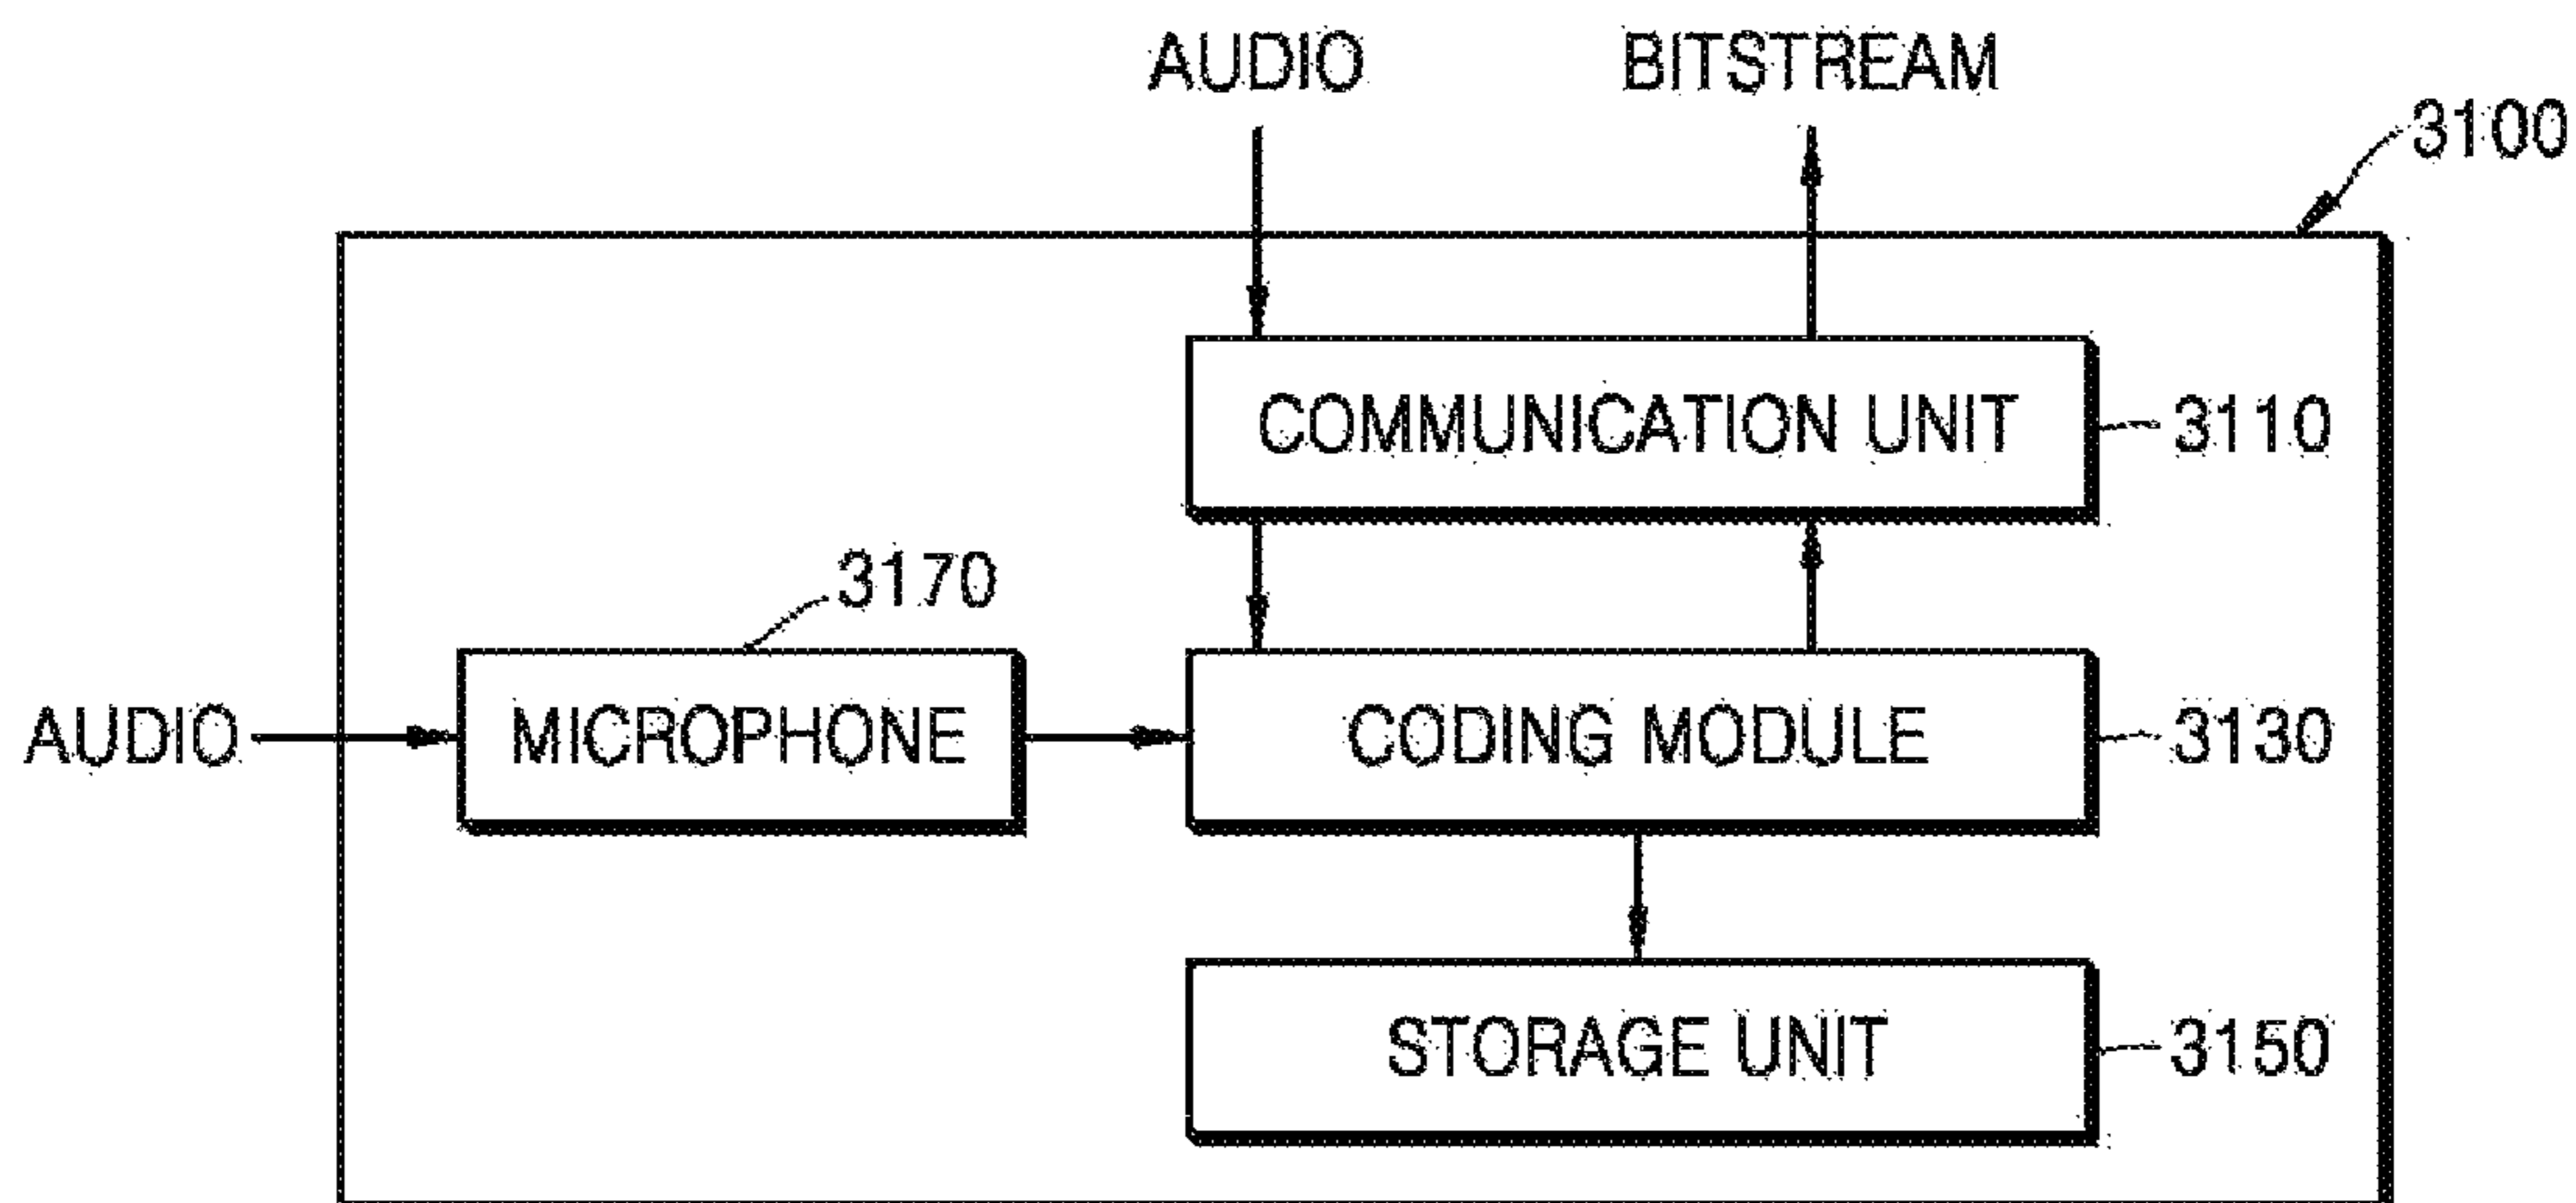 AUDIO BITSTREAM
3100
COMMUNICATION UNIT 3110
3170
AUDIO MICROPHONE CODING MODULE 3130
STORAGE UNIT 3150